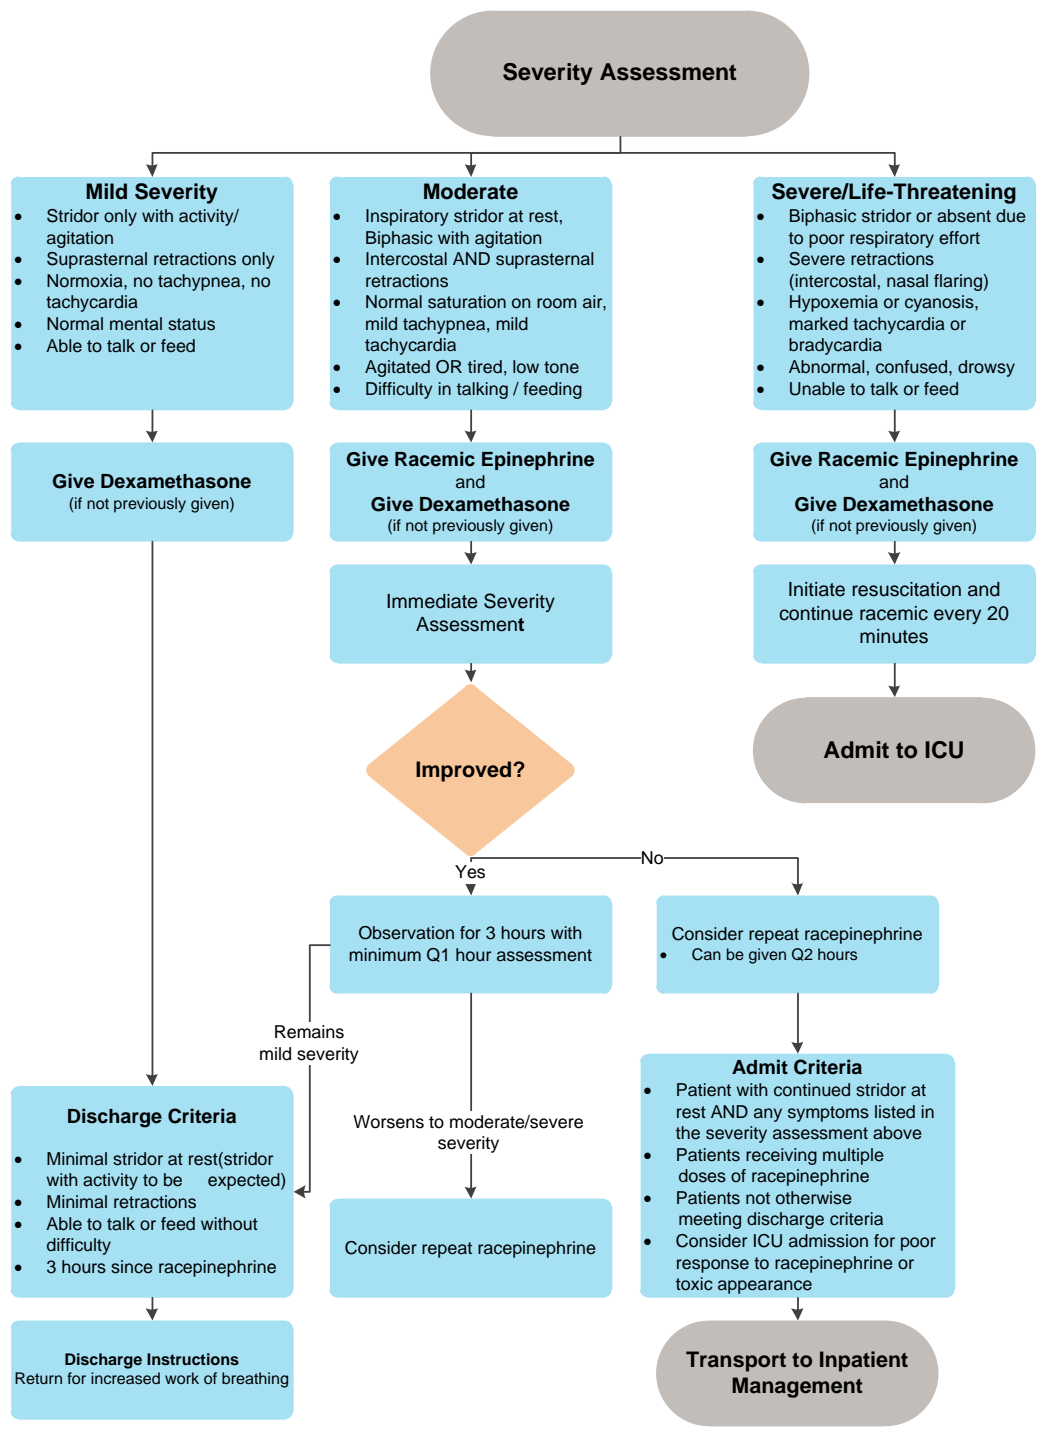 Severity Assessment
Mild Severity
• Stridor only with activity/
agitation
• Suprasternal retractions only
• Normoxia, no tachypnea, no
tachycardia
• Normal mental status
• Able to talk or feed
Moderate
• Inspiratory stridor at rest,
Biphasic with agitation
• Intercostal AND suprasternal
retractions
• Normal saturation on room air,
mild tachypnea, mild
tachycardia
• Agitated OR tired, low tone
• Difficulty in talking / feeding
Severe/Life-Threatening
• Biphasic stridor or absent due
to poor respiratory effort
• Severe retractions
(intercostal, nasal flaring)
• Hypoxemia or cyanosis,
marked tachycardia or
bradycardia
• Abnormal, confused, drowsy
• Unable to talk or feed
Give Dexamethasone
(if not previously given)
Give Racemic Epinephrine
and
Give Dexamethasone
(if not previously given)
Give Racemic Epinephrine
and
Give Dexamethasone
(if not previously given)
Immediate Severity
Assessment
Initiate resuscitation and
continue racemic every 20
minutes
Improved?
Admit to ICU
Yes
No
Observation for 3 hours with
minimum Q1 hour assessment
Consider repeat racepinephrine
• Can be given Q2 hours
Remains
mild severity
Worsens to moderate/severe
severity
Discharge Criteria
• Minimal stridor at rest(stridor
with activity to be expected)
• Minimal retractions
• Able to talk or feed without
difficulty
• 3 hours since racepinephrine
Consider repeat racepinephrine
Admit Criteria
• Patient with continued stridor at
rest AND any symptoms listed in
the severity assessment above
• Patients receiving multiple
doses of racepinephrine
• Patients not otherwise
meeting discharge criteria
• Consider ICU admission for poor
response to racepinephrine or
toxic appearance
Discharge Instructions
Return for increased work of breathing
Transport to Inpatient
Management